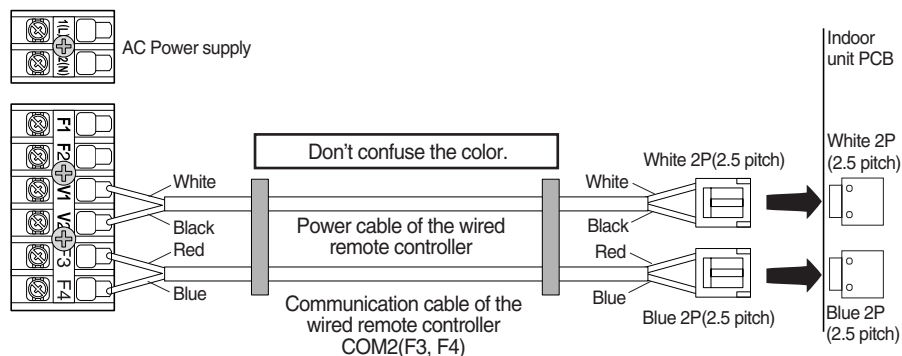 1(L)
2(N)
AC Power supply
Indoor
unit PCB
F1
F2
V1
V2
F3
F4
Don't confuse the color.
White
Black
Red
Blue
Power cable of the wired
remote controller
Communication cable of the
wired remote controller
COM2(F3, F4)
White 2P(2.5 pitch)
White
Black
Red
Blue
Blue 2P(2.5 pitch)
White 2P
(2.5 pitch)
Blue 2P
(2.5 pitch)